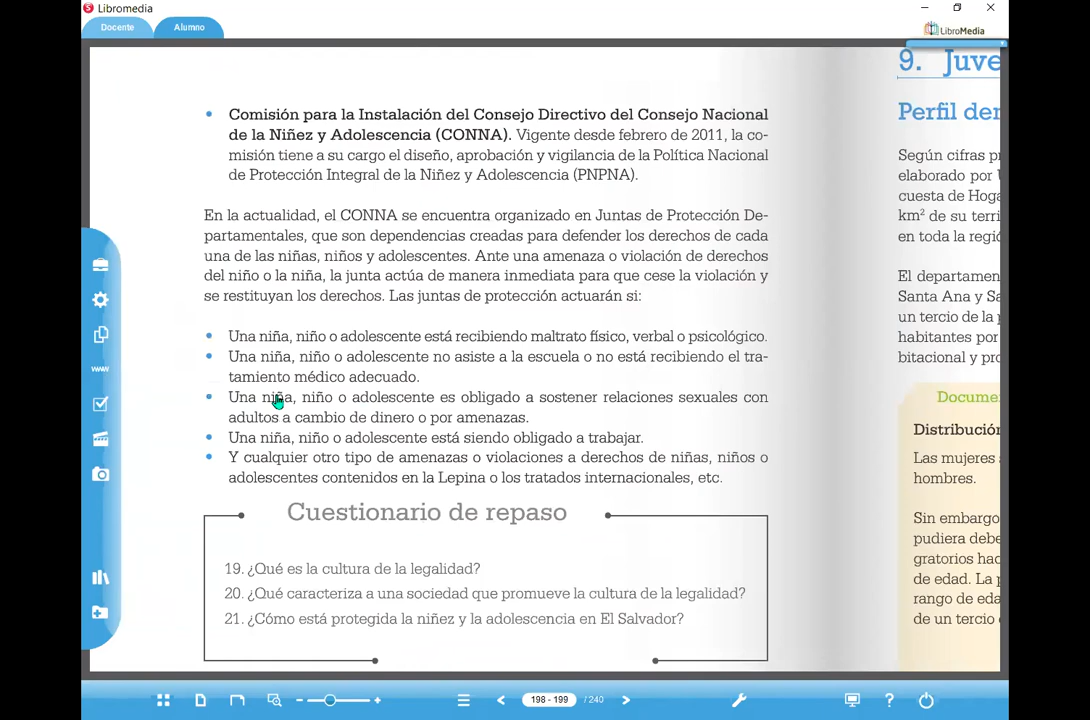 Libromedia
Docente
Alumno
LibroMedia
• Comisión para la Instalación del Consejo Directivo del Consejo Nacional
de la Niñez y Adolescencia (CONNA). Vigente desde febrero de 2011, la co-
misión tiene a su cargo el diseño, aprobación y vigilancia de la Política Nacional
de Protección Integral de la Niñez y Adolescencia (PNPNA).
En la actualidad, el CONNA se encuentra organizado en Juntas de Protección De-
partamentales, que son dependencias creadas para defender los derechos de cada
una de las niñas, niños y adolescentes. Ante una amenaza o violación de derechos
del niño o la niña, la junta actúa de manera inmediata para que cese la violación y
se restituyan los derechos. Las juntas de protección actuarán si:
• Una niña, niño o adolescente está recibiendo maltrato físico, verbal o psicológico.
• Una niña, niño o adolescente no asiste a la escuela o no está recibiendo el tra-
tamiento médico adecuado.
• Una niña, niño o adolescente es obligado a sostener relaciones sexuales con
adultos a cambio de dinero o por amenazas.
• Una niña, niño o adolescente está siendo obligado a trabajar.
• Y cualquier otro tipo de amenazas o violaciones a derechos de niñas, niños o
adolescentes contenidos en la Lepina o los tratados internacionales, etc.
Cuestionario de repaso
19. ¿Qué es la cultura de la legalidad?
20. ¿Qué caracteriza a una sociedad que promueve la cultura de la legalidad?
21. ¿Cómo está protegida la niñez y la adolescencia en El Salvador?
9. Juve
Perfil der
Según cifras pr
elaborado por
cuesta de Hoga
km² de su terri
en toda la regió
El departamen
Santa Ana y Sa
un tercio de la p
habitantes por
bitacional y pro
Docume
Distribución
Las mujeres s
hombres.
Sin embargo
pudiera debe
gratorios hac
de edad. La p
rango de eda
de un tercio
www
198 - 199 / 240